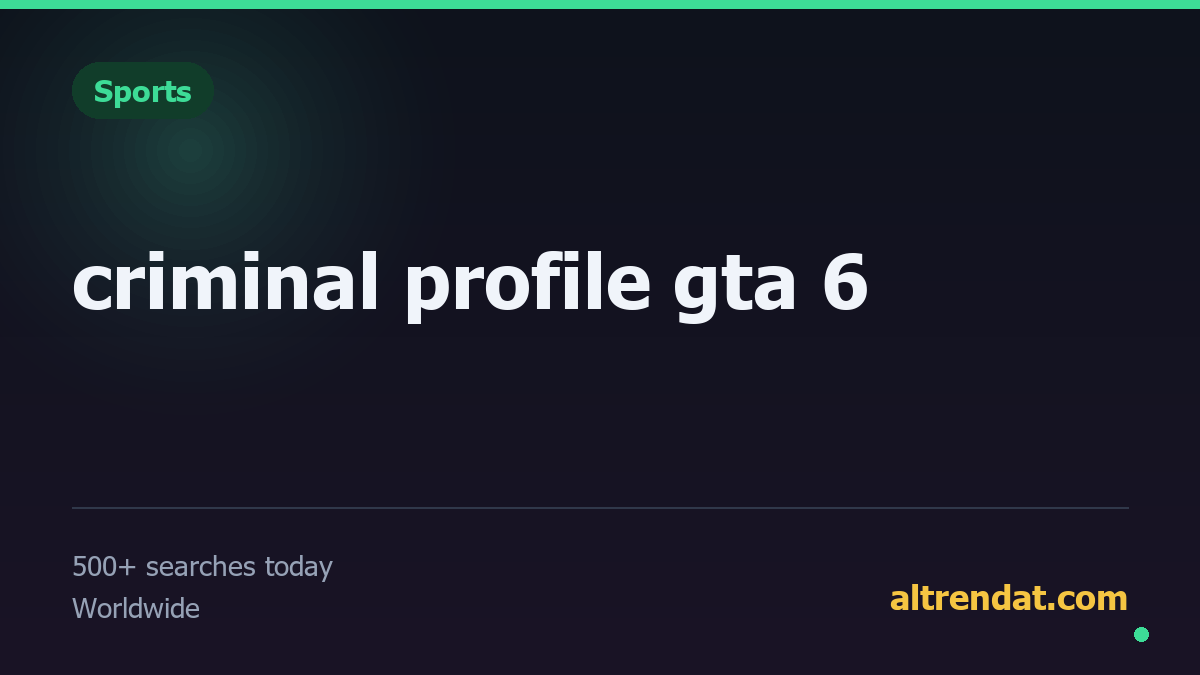 Sports
criminal profile gta 6
500+ searches today
Worldwide
altrendat.com